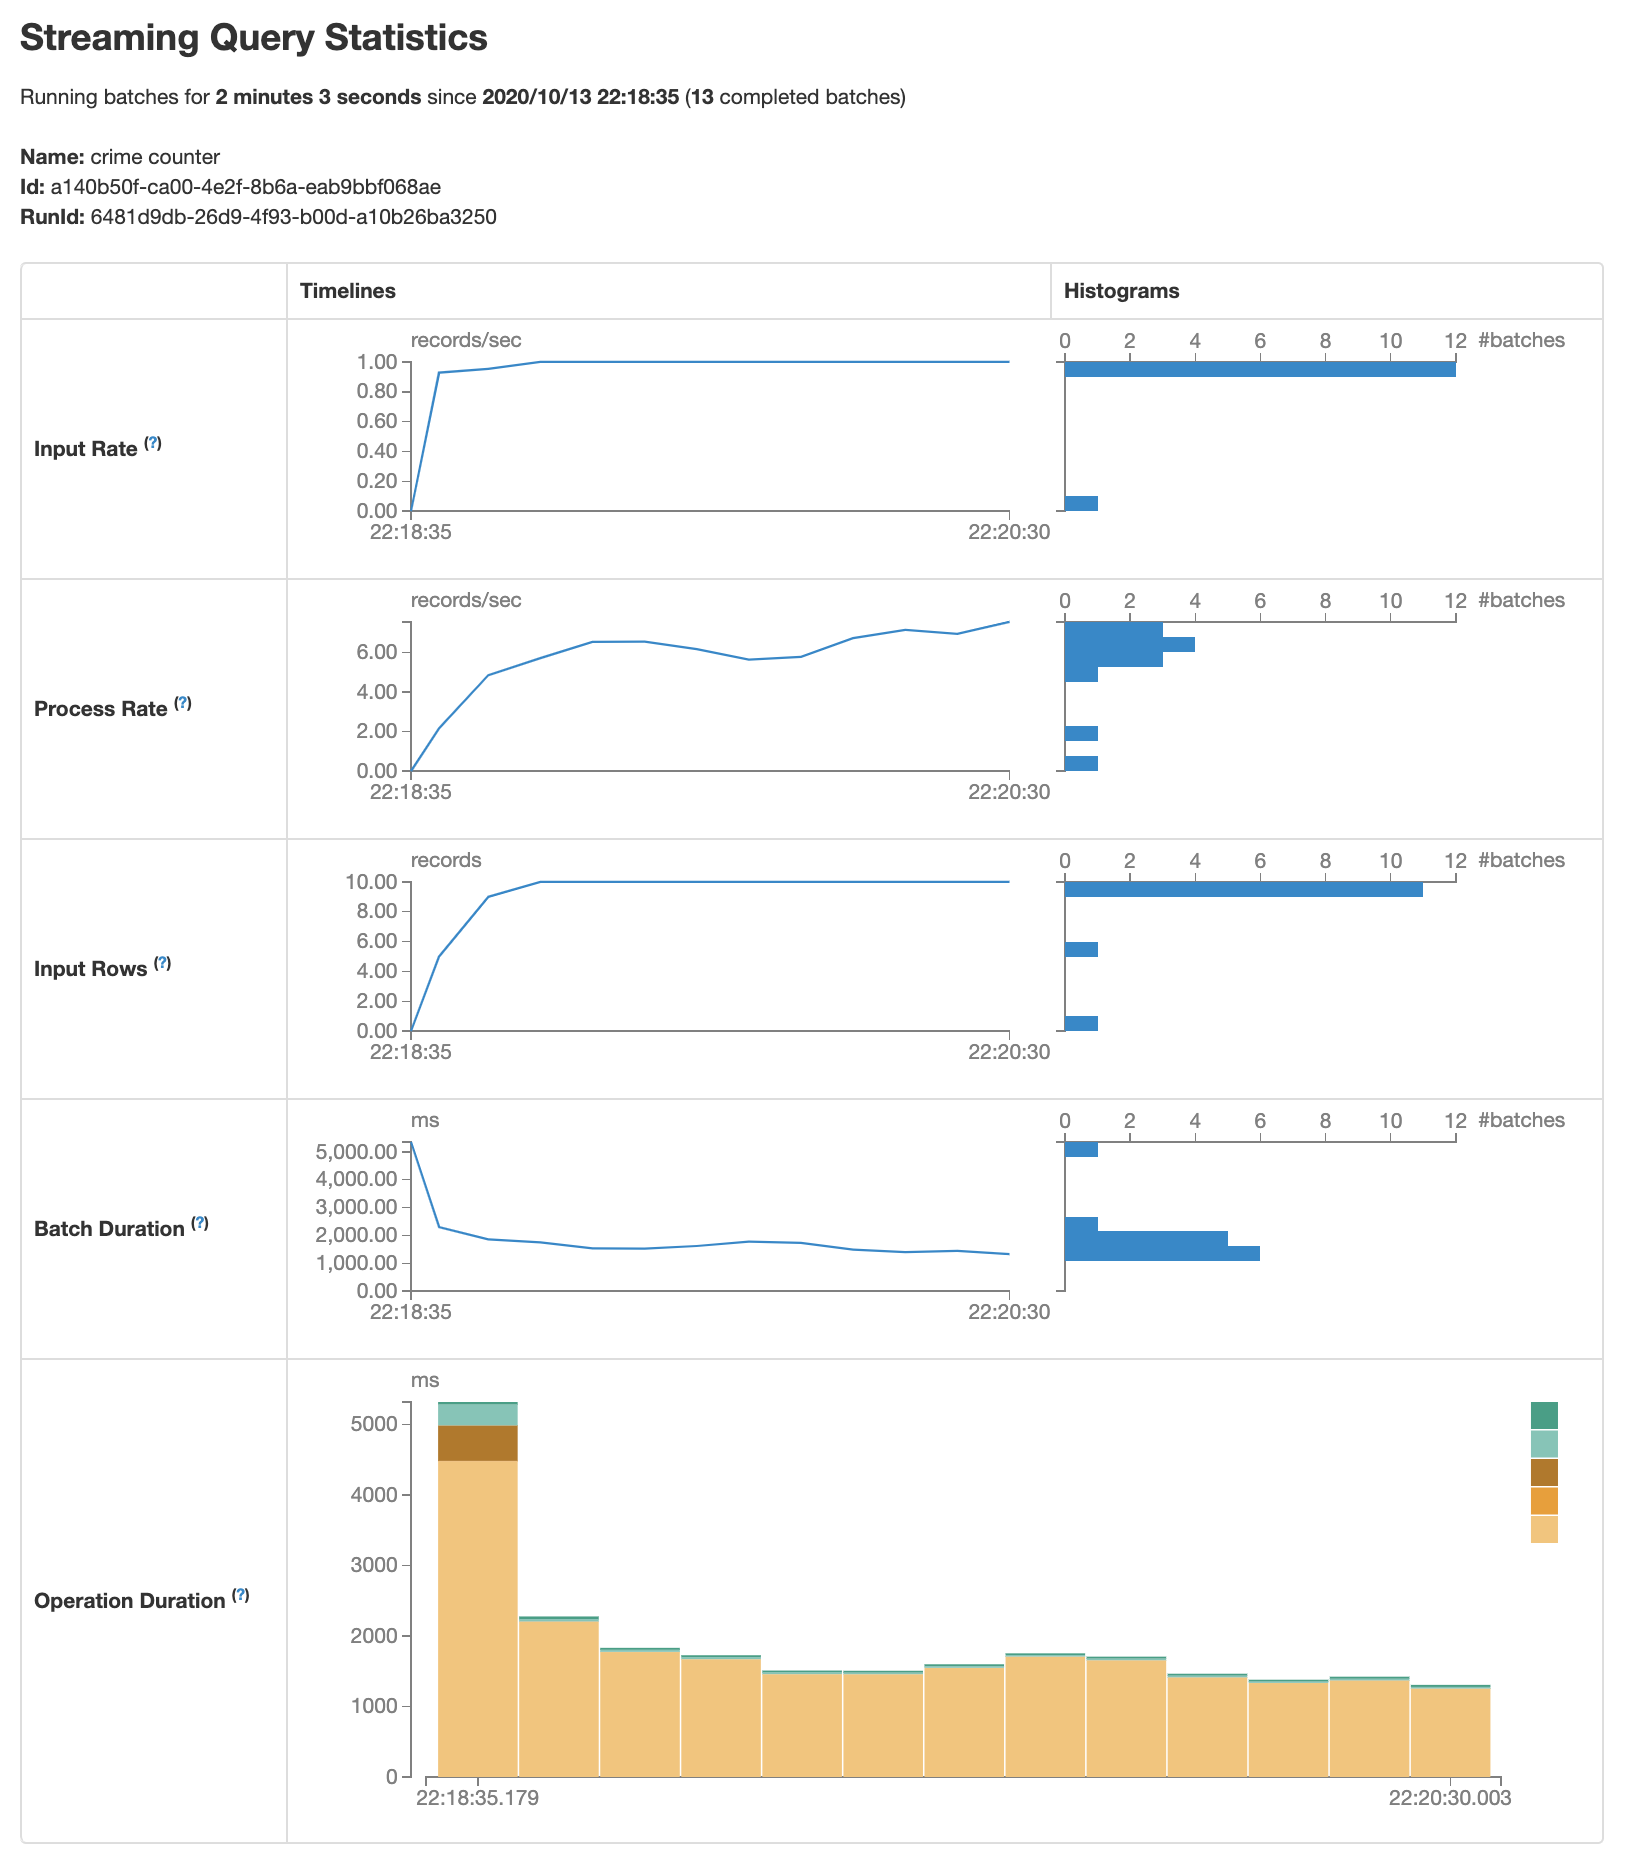 Streaming Query Statistics
Running batches for 2 minutes 3 seconds since 2020/10/13 22:18:35 (13 completed batches)
Name: crime counter
Id: a140b50f-ca00-4e2f-8b6a-eab9bbf068ae
RunId: 6481d9db-26d9-4f93-b00d-a10b26ba3250
Timelines Histograms
Input Rate (?)
records/sec
1.00
0.80
0.60
0.40
0.20
0.00
22:18:35 22:20:30
0 2 4 6 8 10 12 #batches
Process Rate (?)
records/sec
6.00
4.00
2.00
0.00
22:18:35 22:20:30
0 2 4 6 8 10 12 #batches
Input Rows (?)
records
10.00
8.00
6.00
4.00
2.00
0.00
22:18:35 22:20:30
0 2 4 6 8 10 12 #batches
Batch Duration (?)
ms
5,000.00
4,000.00
3,000.00
2,000.00
1,000.00
0.00
22:18:35 22:20:30
0 2 4 6 8 10 12 #batches
Operation Duration (?)
ms
5000
4000
3000
2000
1000
0
22:18:35.179 22:20:30.003